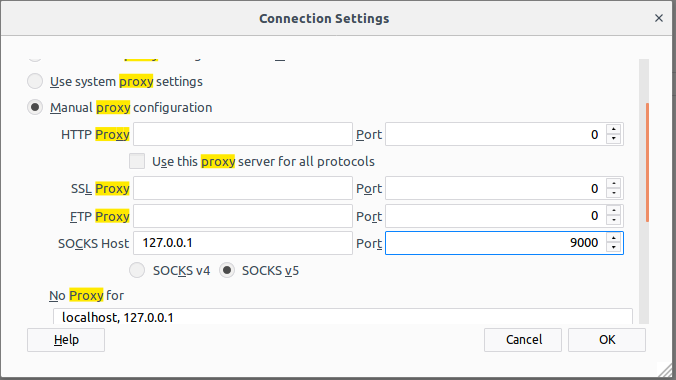 Connection Settings
Use system proxy settings
Manual proxy configuration
HTTP Proxy Port 0
Use this proxy server for all protocols
SSL Proxy Port 0
FTP Proxy Port 0
SOCKS Host 127.0.0.1 Port 9000
SOCKS v4 SOCKS v5
No Proxy for
localhost, 127.0.0.1
Help Cancel OK